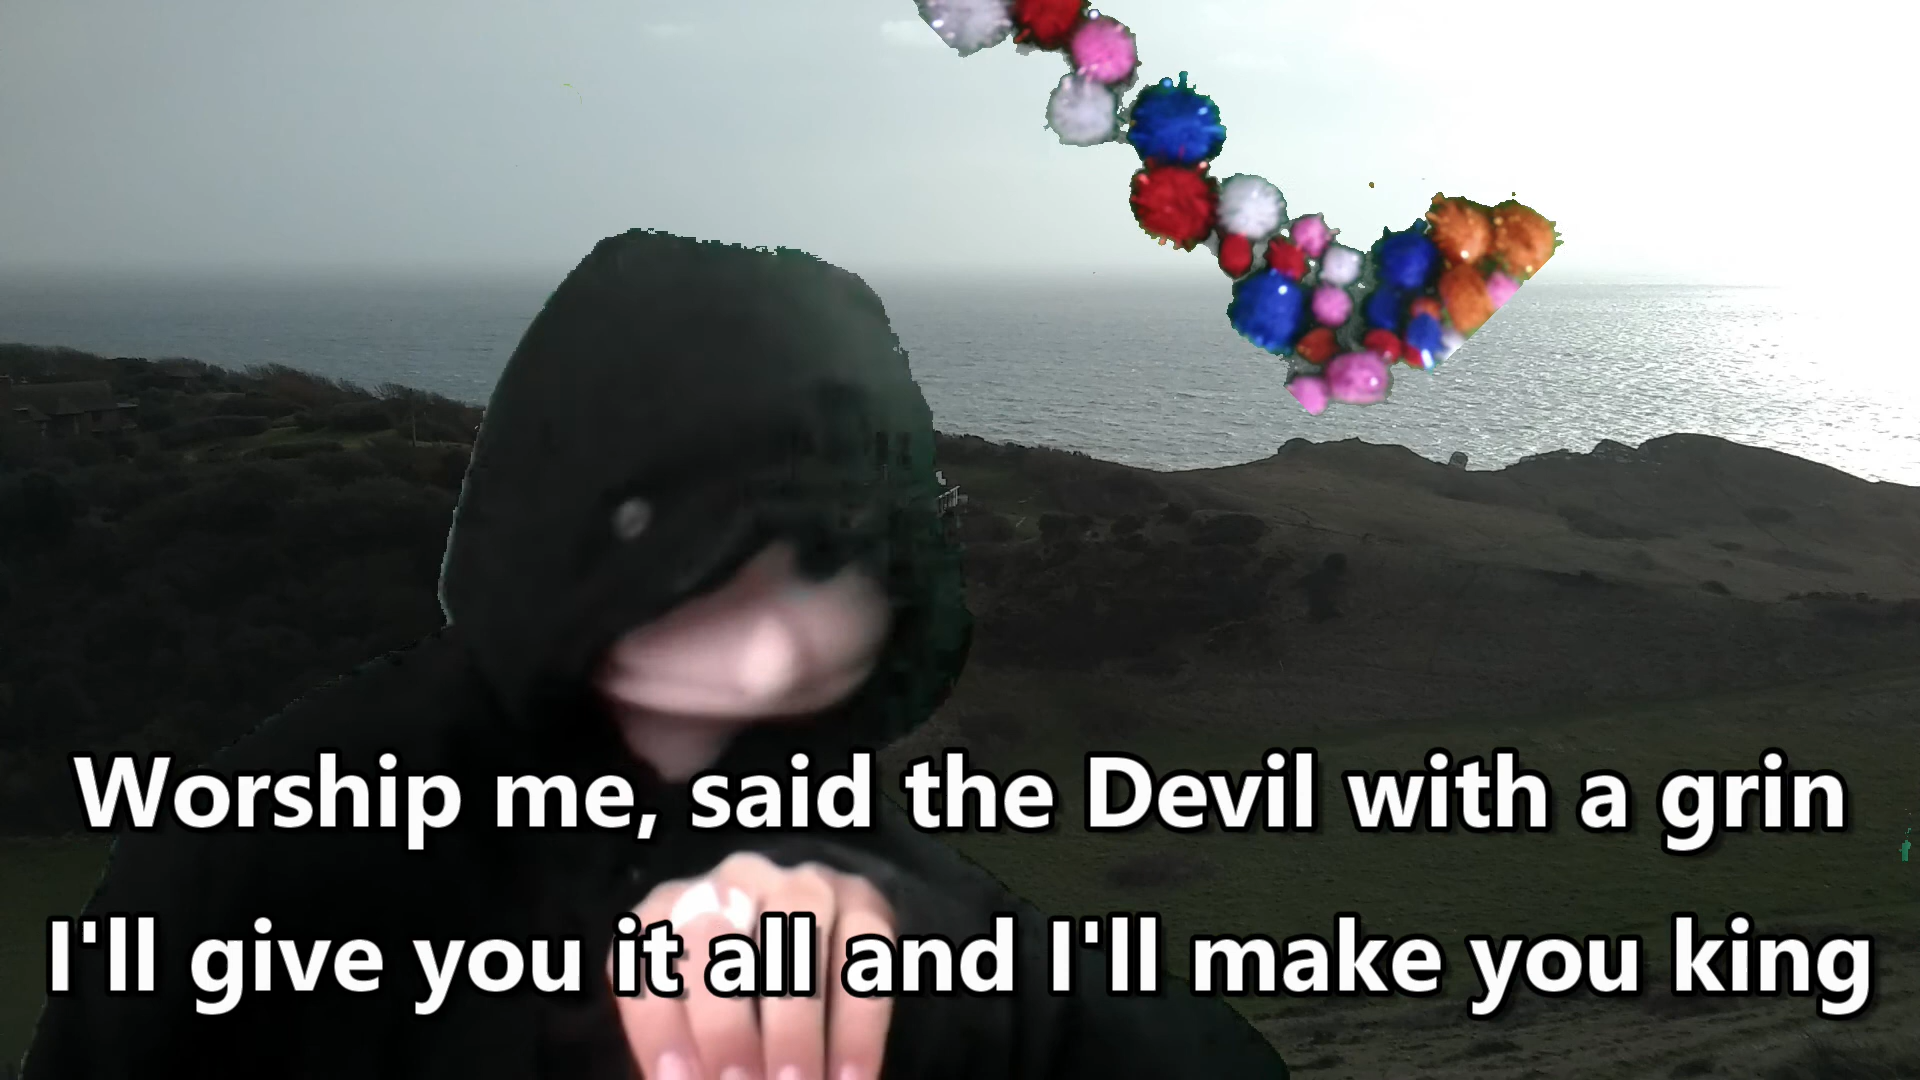 Worship me, said the Devil with a grin
I'll give you it all and I'll make you king